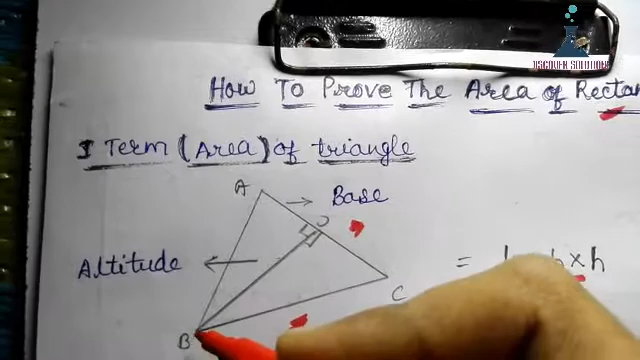 How To Prove The Area of Rectan
DISCOVER SOLUTIONS
I Term (Area) of triangle
A
Base
D
Altitude
= b × h
C
B